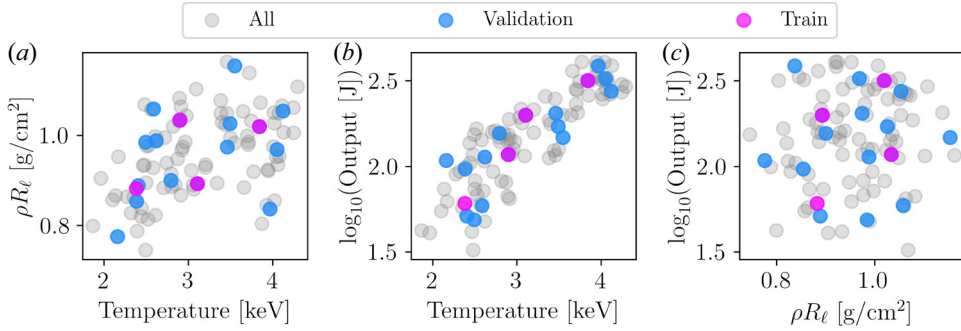 All Validation Train
(a) (b) (c)
ρRℓ [g/cm²]
1.0
0.8
2 3 4
Temperature [keV]
log₁₀(Output [J])
2.5
2.0
1.5
2 3 4
Temperature [keV]
log₁₀(Output [J])
2.5
2.0
1.5
0.8 1.0
ρRℓ [g/cm²]